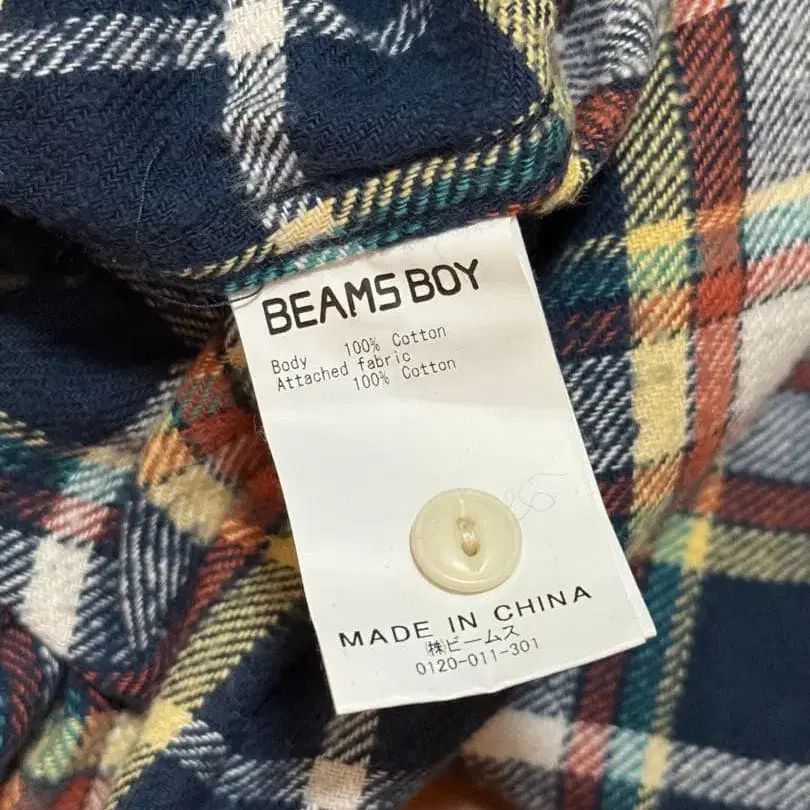 BEAMS BOY
Body 100% Cotton
Attached fabric
100% Cotton
MADE IN CHINA
㈱ビームス
0120-011-301